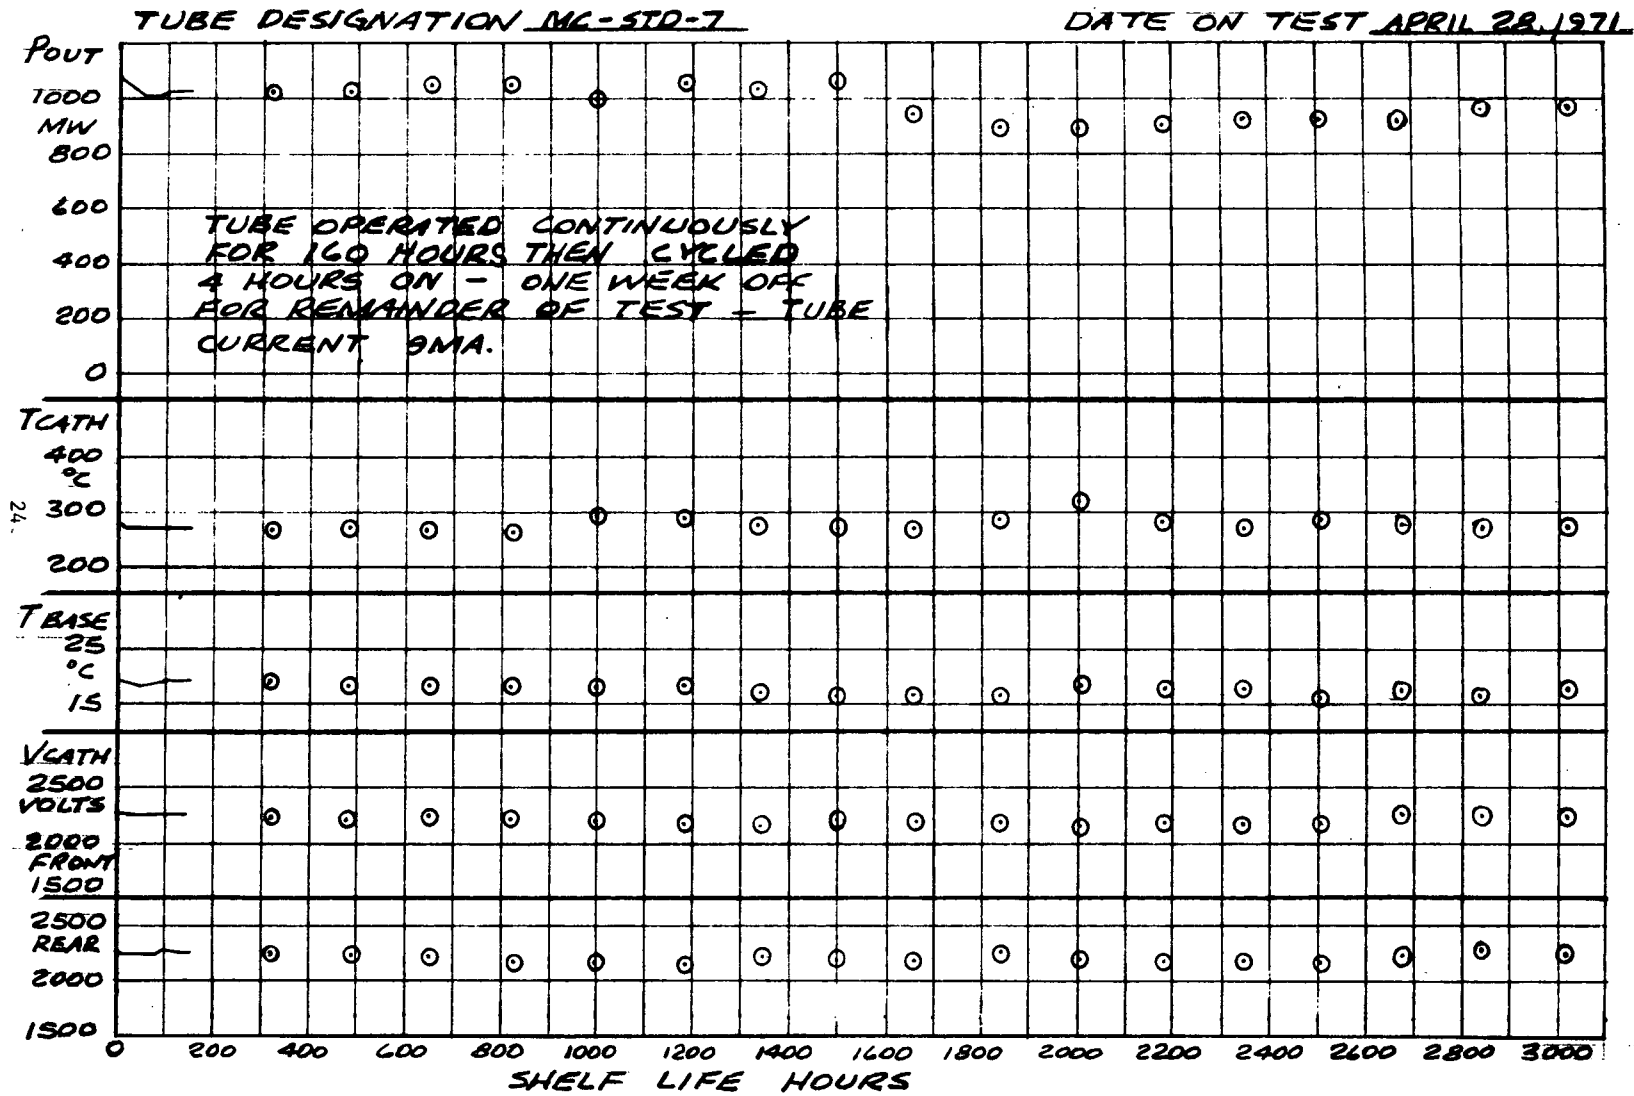 TUBE DESIGNATION MC-STD-7
DATE ON TEST APRIL 28, 1971
POUT
1000
MW
800
600
400
200
0
TUBE OPERATED CONTINUOUSLY
FOR 160 HOURS THEN CYCLED
4 HOURS ON - ONE WEEK OFF
FOR REMAINDER OF TEST - TUBE
CURRENT 9MA.
TCATH
400
°C
300
200
24.
T BASE
25
°C
15
VCATH
2500
VOLTS
2000
FRONT
1500
2500
REAR
2000
1500
0 200 400 600 800 1000 1200 1400 1600 1800 2000 2200 2400 2600 2800 3000
SHELF LIFE HOURS